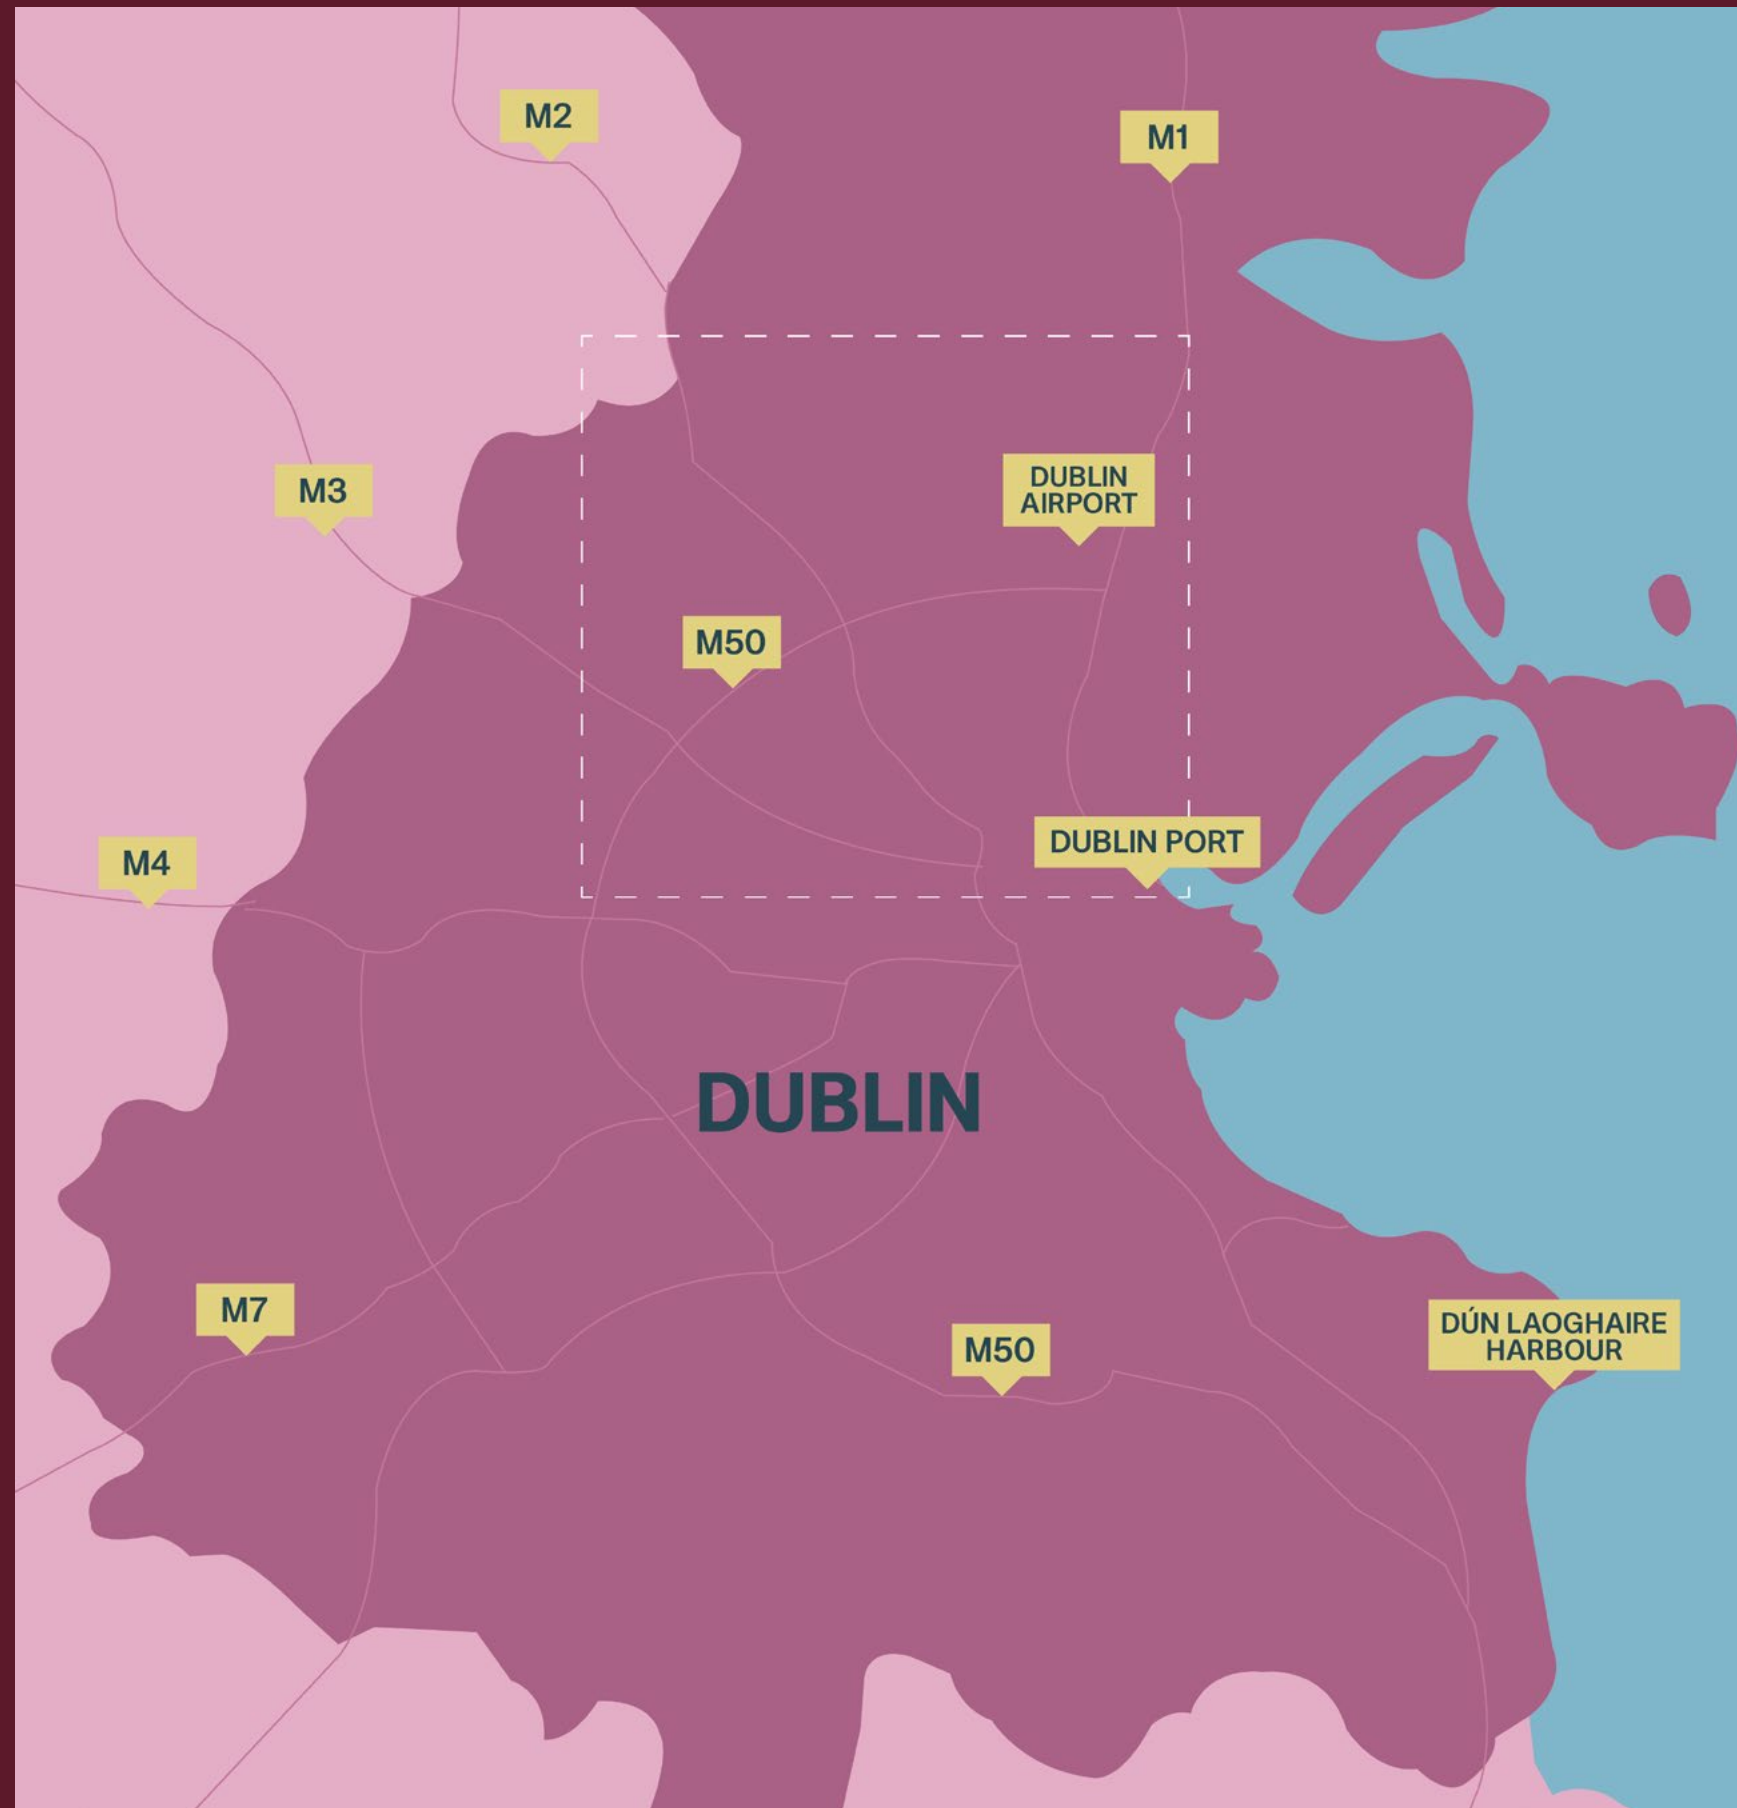 M2
M1
M3
DUBLIN
AIRPORT
M50
DUBLIN PORT
M4
DUBLIN
M7
DÚN LAOGHAIRE
HARBOUR
M50